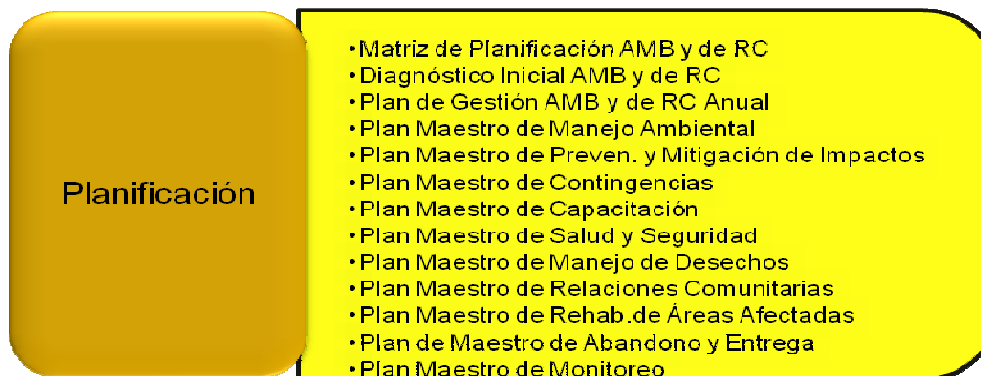 Planificación
•Matriz de Planificación AMB y de RC
•Diagnóstico Inicial AMB y de RC
•Plan de Gestión AMB y de RC Anual
•Plan Maestro de Manejo Ambiental
•Plan Maestro de Preven. y Mitigación de Impactos
•Plan Maestro de Contingencias
•Plan Maestro de Capacitación
•Plan Maestro de Salud y Seguridad
•Plan Maestro de Manejo de Desechos
•Plan Maestro de Relaciones Comunitarias
•Plan Maestro de Rehab.de Áreas Afectadas
•Plan de Maestro de Abandono y Entrega
•Plan Maestro de Monitoreo